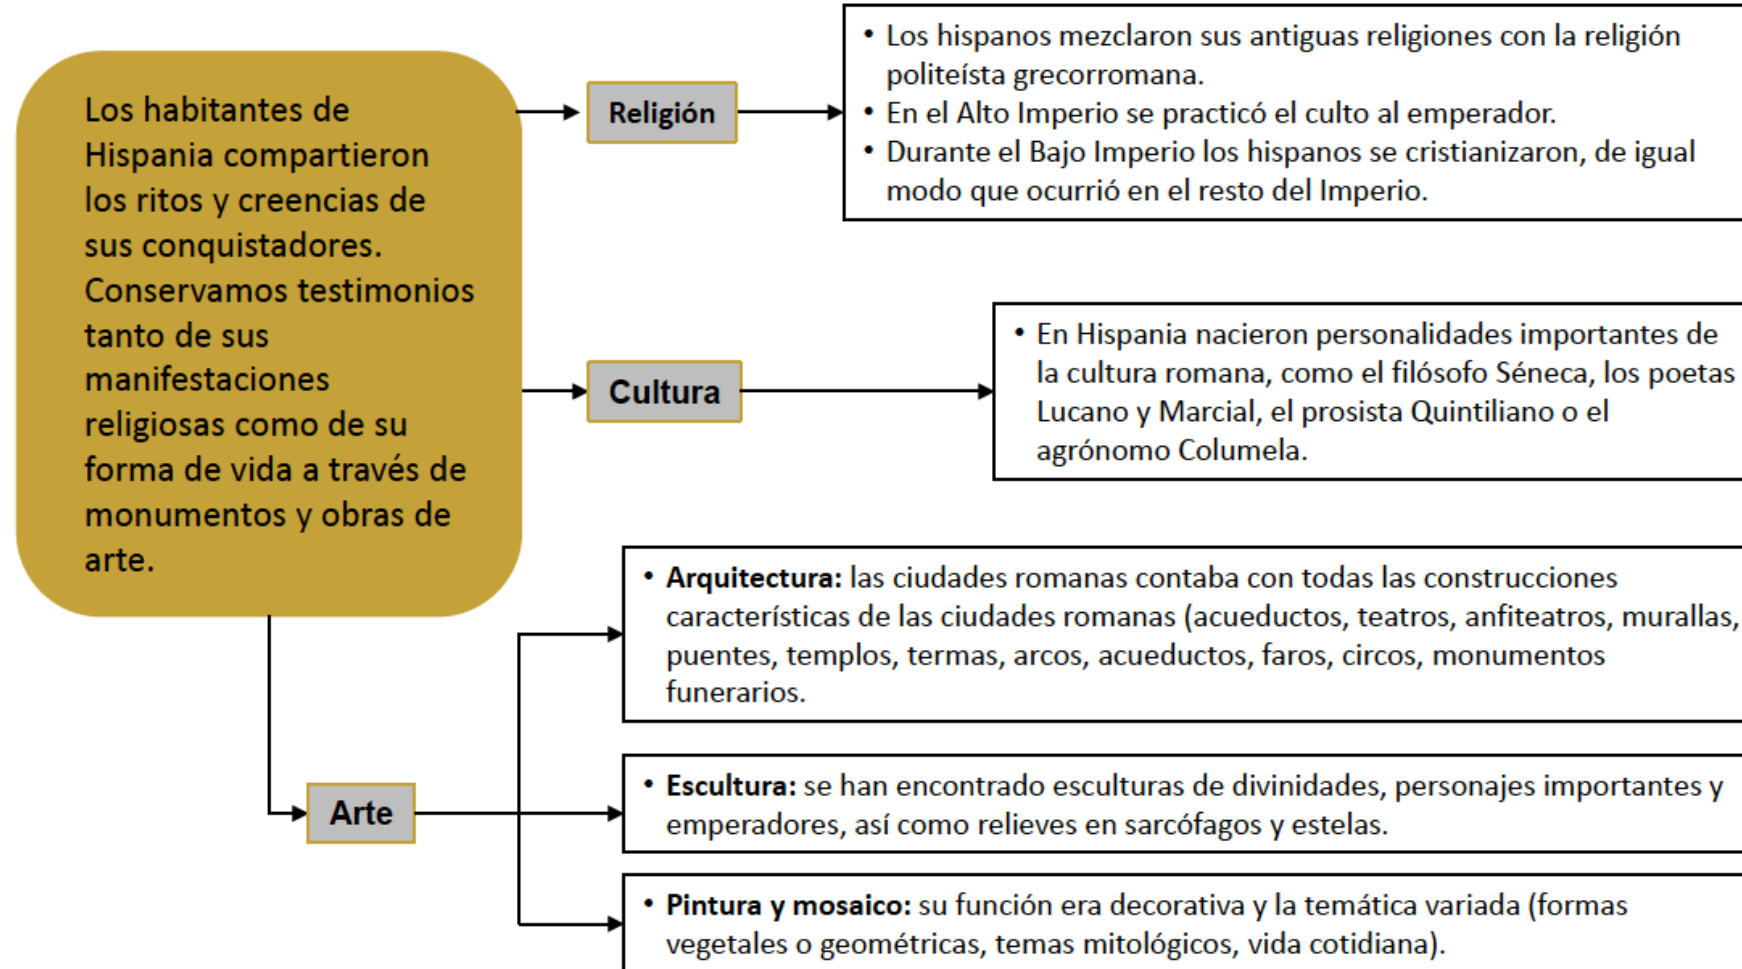 Los habitantes de
Hispania compartieron
los ritos y creencias de
sus conquistadores.
Conservamos testimonios
tanto de sus
manifestaciones
religiosas como de su
forma de vida a través de
monumentos y obras de
arte.
Religión
• Los hispanos mezclaron sus antiguas religiones con la religión
politeísta grecorromana.
• En el Alto Imperio se practicó el culto al emperador.
• Durante el Bajo Imperio los hispanos se cristianizaron, de igual
modo que ocurrió en el resto del Imperio.
Cultura
• En Hispania nacieron personalidades importantes de
la cultura romana, como el filósofo Séneca, los poetas
Lucano y Marcial, el prosista Quintiliano o el
agrónomo Columela.
Arte
• Arquitectura: las ciudades romanas contaba con todas las construcciones
características de las ciudades romanas (acueductos, teatros, anfiteatros, murallas,
puentes, templos, termas, arcos, acueductos, faros, circos, monumentos
funerarios.
• Escultura: se han encontrado esculturas de divinidades, personajes importantes y
emperadores, así como relieves en sarcófagos y estelas.
• Pintura y mosaico: su función era decorativa y la temática variada (formas
vegetales o geométricas, temas mitológicos, vida cotidiana).